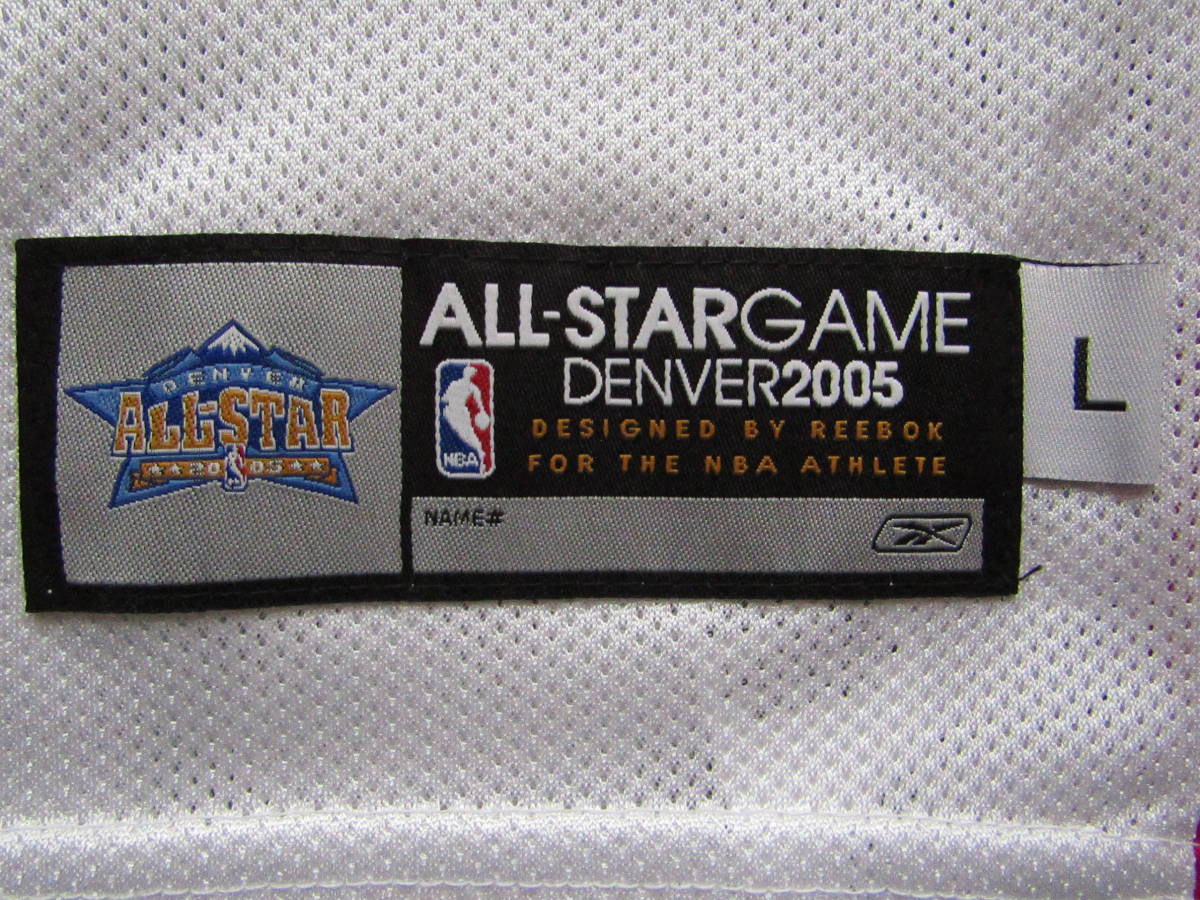 DENVER
ALL-STAR
2005
ALL-STARGAME
DENVER2005
NBA
DESIGNED BY REEBOK
FOR THE NBA ATHLETE
NAME#
L